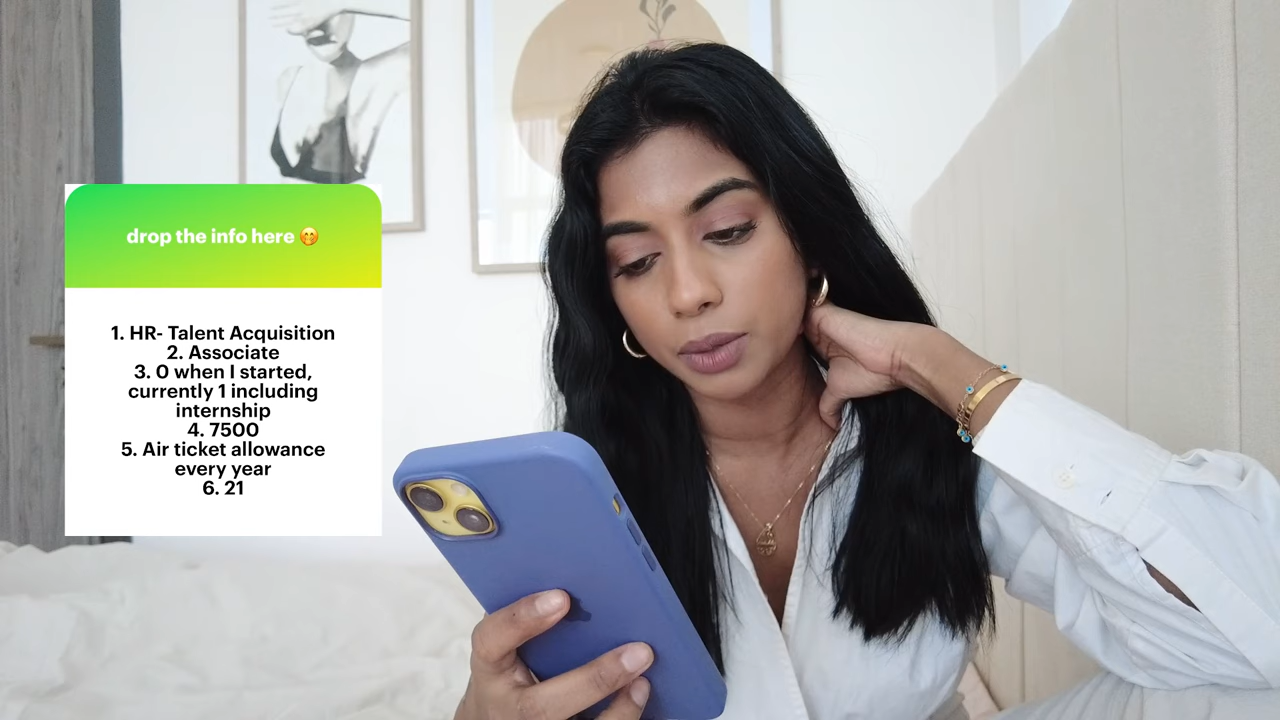 drop the info here 🤭
1. HR- Talent Acquisition
2. Associate
3. 0 when I started,
currently 1 including
internship
4. 7500
5. Air ticket allowance
every year
6. 21